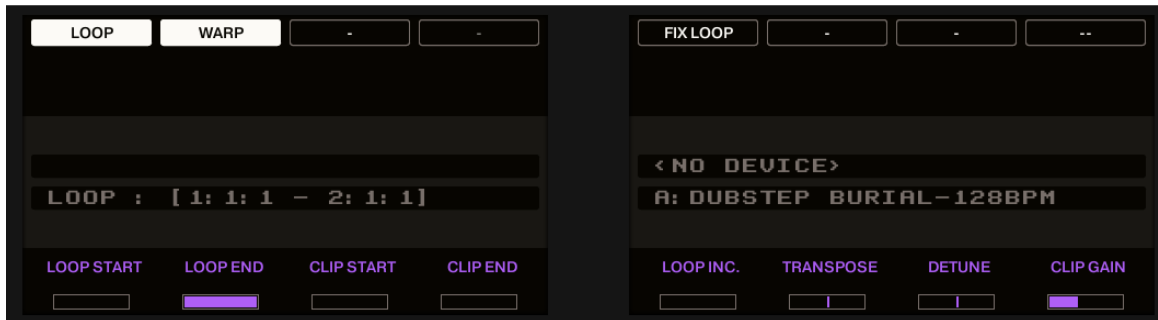 LOOP WARP - -
LOOP : [ 1: 1: 1 - 2: 1: 1]
LOOP START LOOP END CLIP START CLIP END
FIX LOOP - - --
<NO DEVICE>
A: DUBSTEP BURIAL-128BPM
LOOP INC. TRANSPOSE DETUNE CLIP GAIN